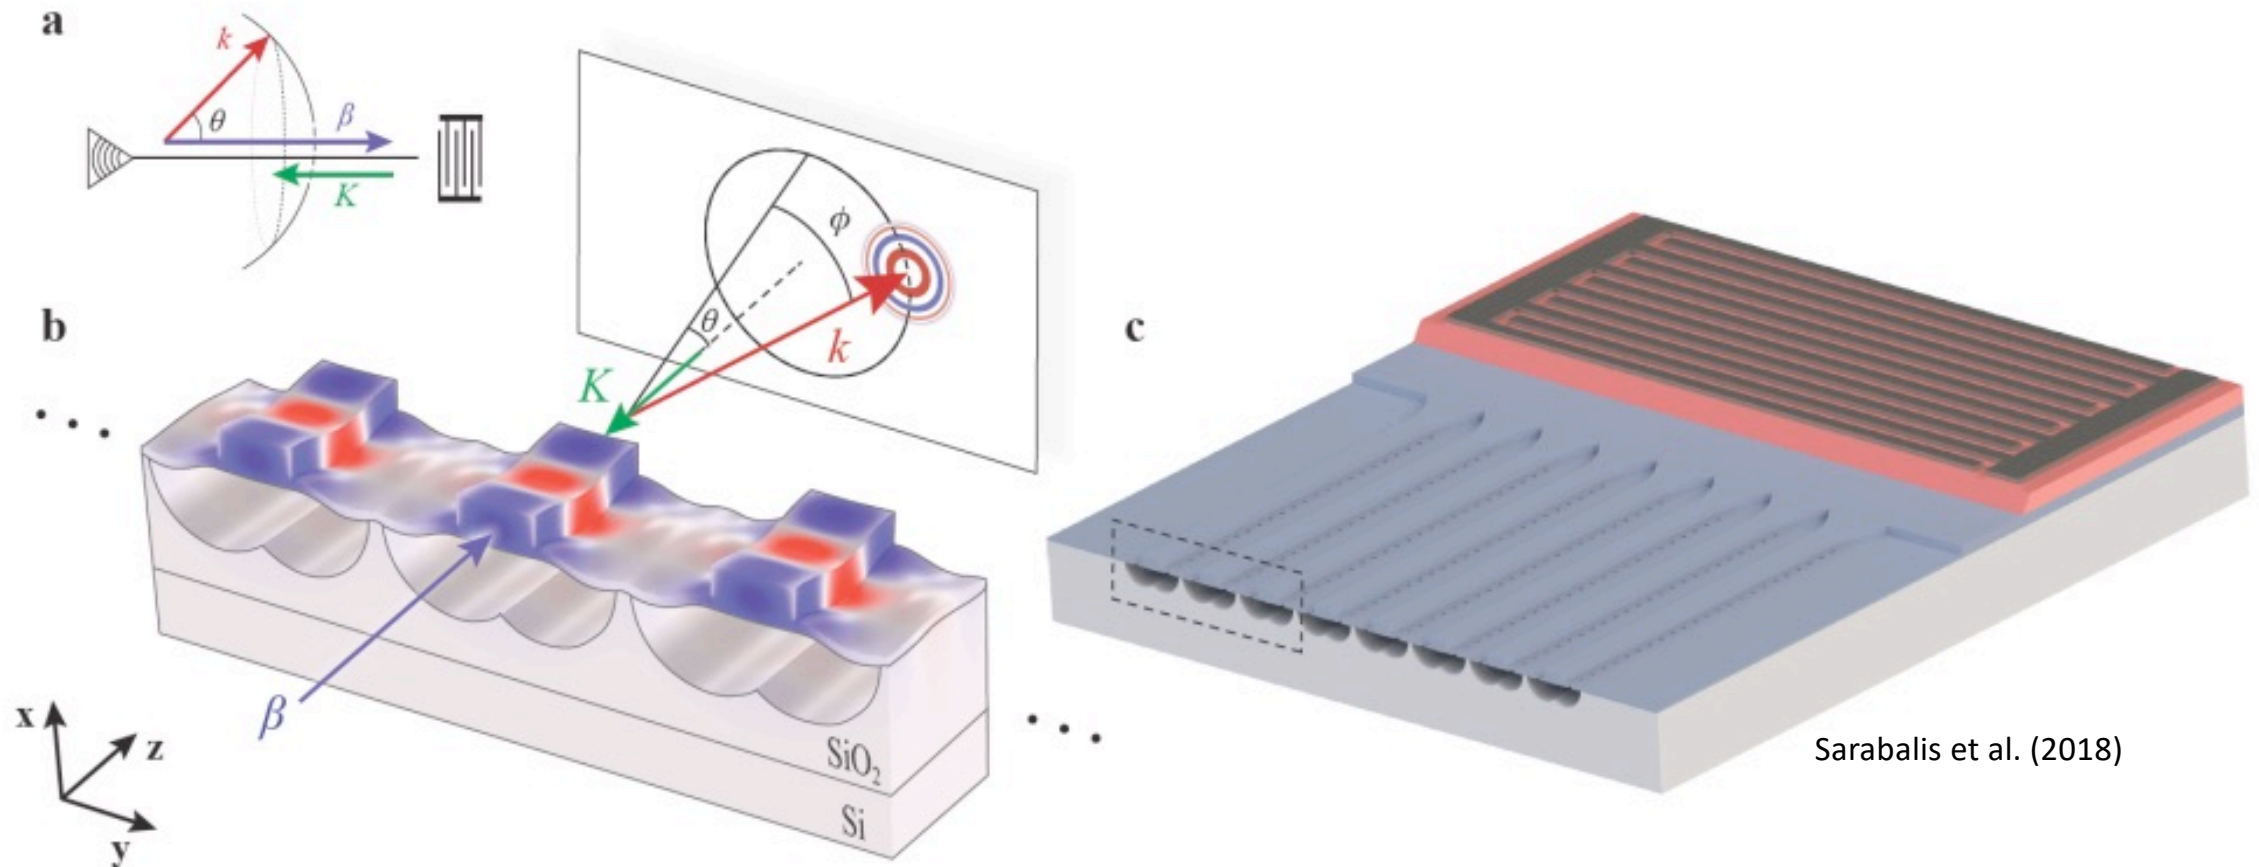 a
k
θ
β
K
b
ϕ
θ
k
K
β
SiO₂
Si
x
z
y
c
Sarabalis et al. (2018)